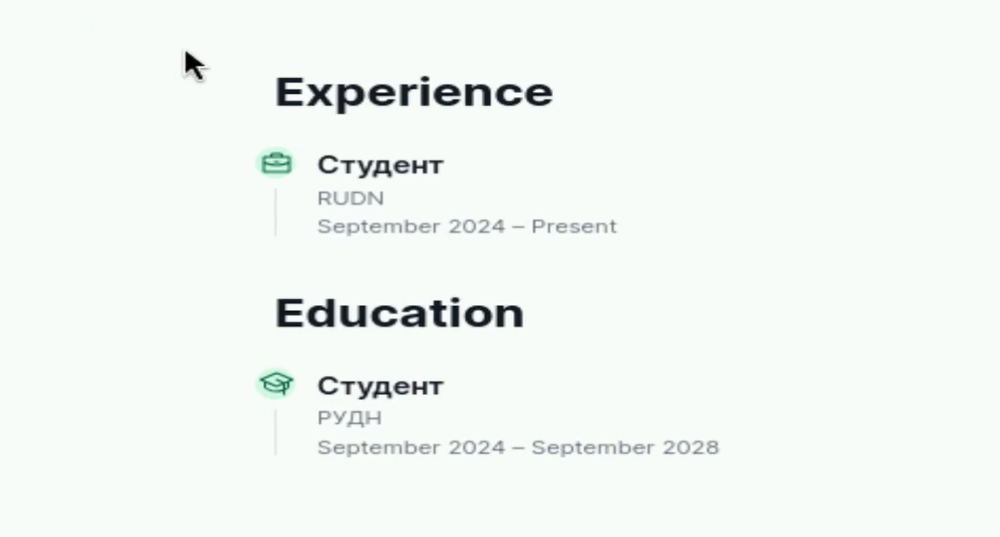 Experience
Студент
RUDN
September 2024 – Present
Education
Студент
РУДН
September 2024 – September 2028